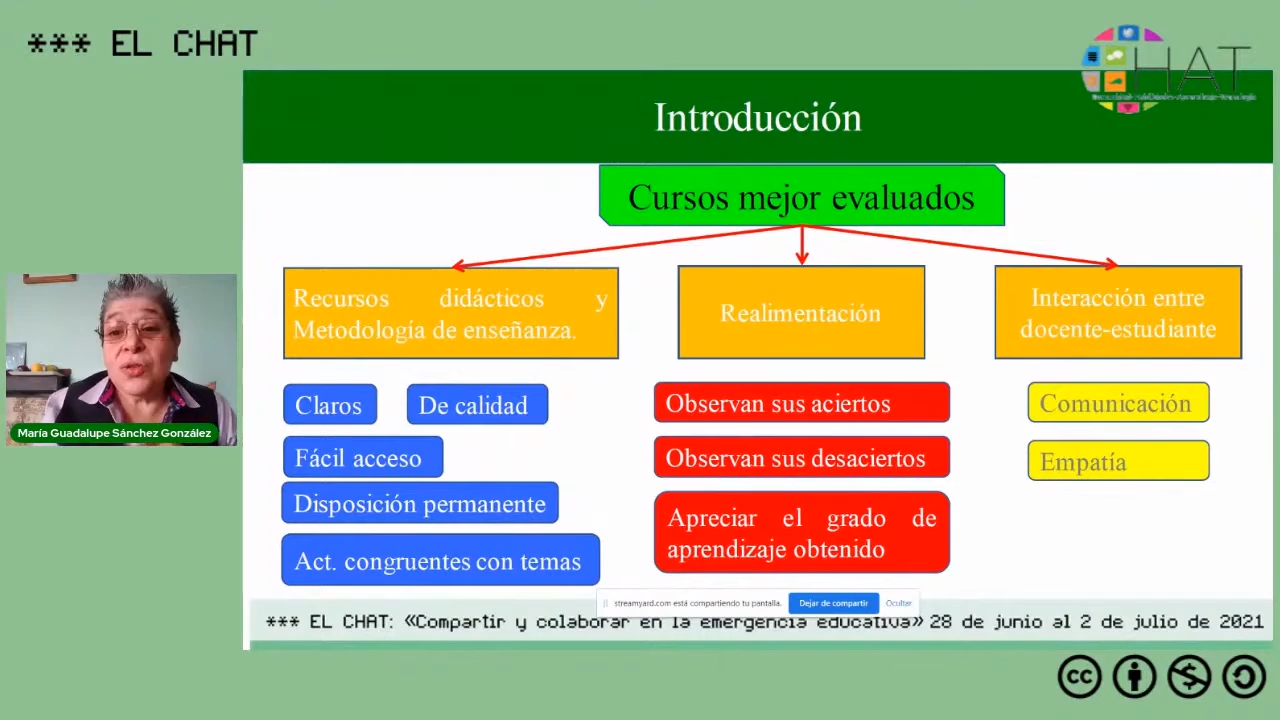 *** EL CHAT
HAT
Introducción
Cursos mejor evaluados
Recursos didácticos y
Metodología de enseñanza.
Realimentación
Interacción entre
docente-estudiante
Claros
De calidad
Fácil acceso
Disposición permanente
Act. congruentes con temas
Observan sus aciertos
Observan sus desaciertos
Apreciar el grado de
aprendizaje obtenido
Comunicación
Empatía
María Guadalupe Sánchez González
streamyard.com está compartiendo tu pantalla.
Dejar de compartir
Ocultar
*** EL CHAT: «Compartir y colaborar en la emergencia educativa» 28 de junio al 2 de julio de 2021
cc